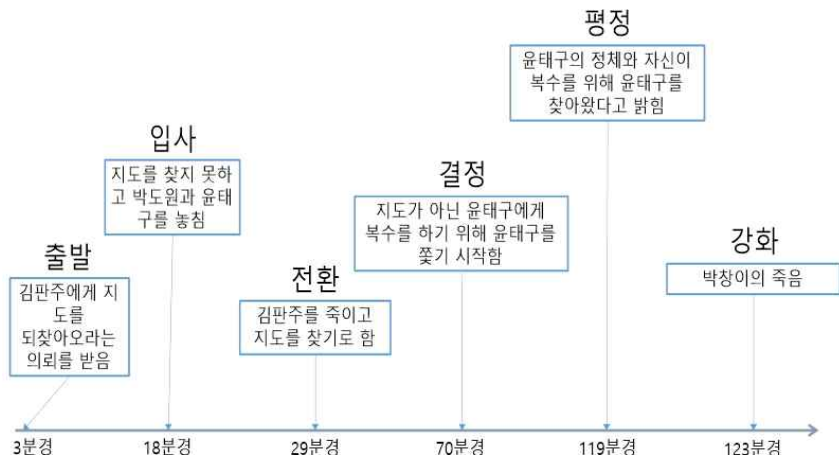 출발
김판주에게 지
도를
되찾아오라는
의뢰를 받음
입사
지도를 찾지 못하
고 박도원과 윤태
구를 놓침
전환
김판주를 죽이고
지도를 찾기로 함
결정
지도가 아닌 윤태구에게
복수를 하기 위해 윤태구를
쫓기 시작함
평정
윤태구의 정체와 자신이
복수를 위해 윤태구를
찾아왔다고 밝힘
강화
박창이의 죽음
3분경
18분경
29분경
70분경
119분경
123분경